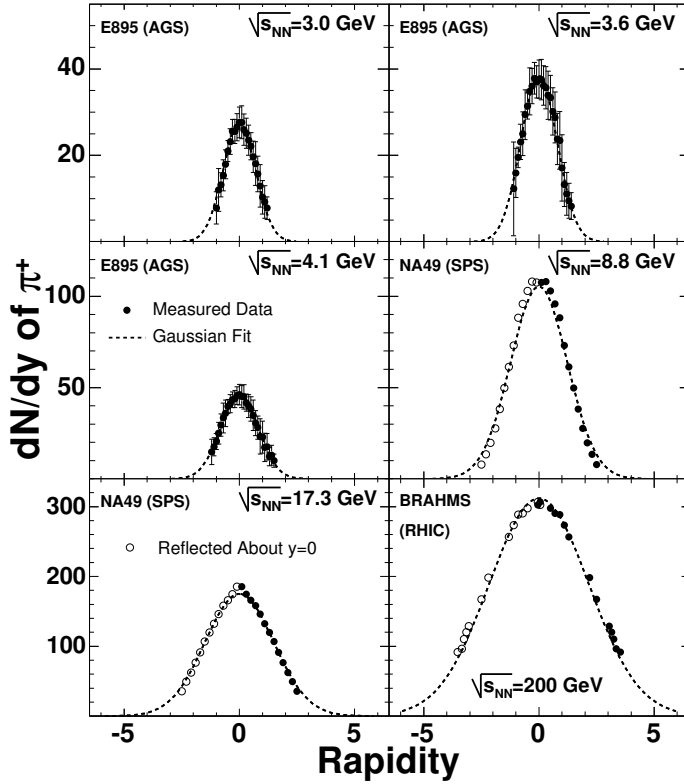 E895 (AGS)
√sNN=3.0 GeV
E895 (AGS)
√sNN=3.6 GeV
40
20
E895 (AGS)
√sNN=4.1 GeV
NA49 (SPS)
√sNN=8.8 GeV
100
50
Measured Data
Gaussian Fit
dN/dy of π+
NA49 (SPS)
√sNN=17.3 GeV
BRAHMS
(RHIC)
300
200
100
Reflected About y=0
√sNN=200 GeV
-5
0
5
-5
0
5
Rapidity